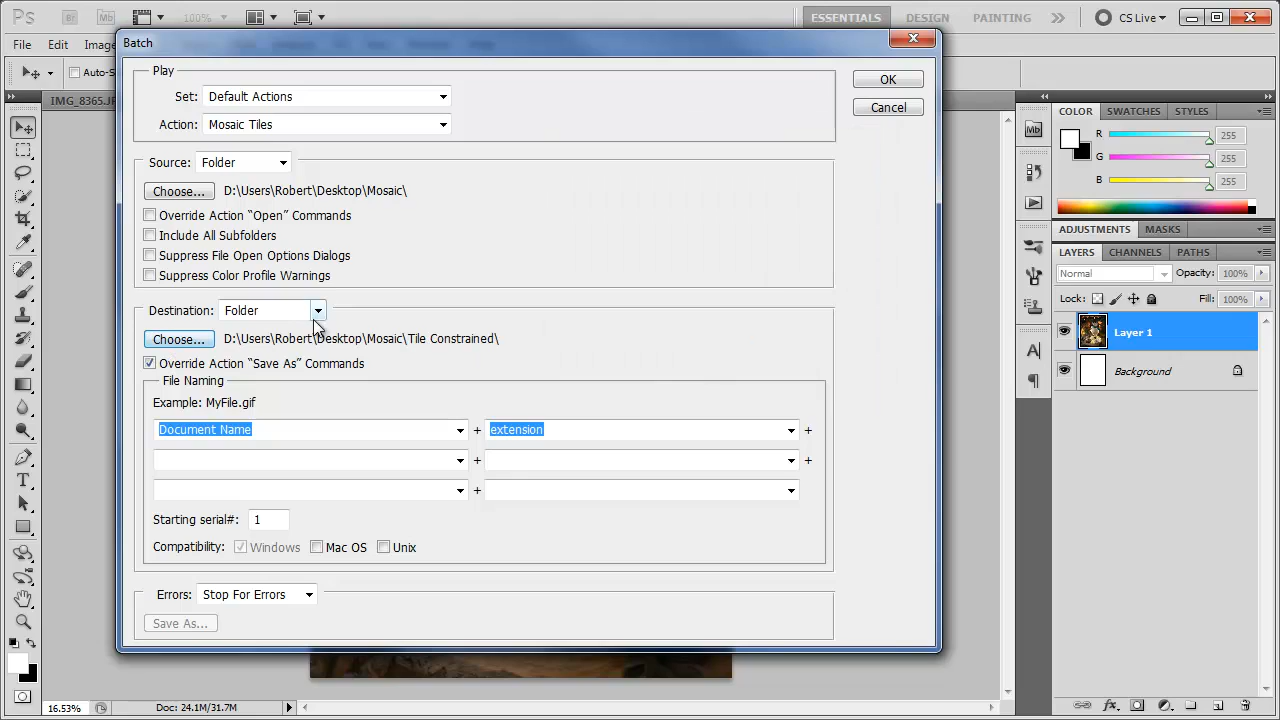 Ps Br Mb 100% ESSENTIALS DESIGN PAINTING CS Live
File Edit Image
Batch
Auto-S
IMG_8365.JP
Play
Set: Default Actions
Action: Mosaic Tiles
OK
Cancel
Source: Folder
Choose... D:\Users\Robert\Desktop\Mosaic\
Override Action "Open" Commands
Include All Subfolders
Suppress File Open Options Dialogs
Suppress Color Profile Warnings
Destination: Folder
Choose... D:\Users\Robert\Desktop\Mosaic\Tile Constrained\
Override Action "Save As" Commands
File Naming
Example: MyFile.gif
Document Name + extension +
+ +
+
Starting serial#: 1
Compatibility: Windows Mac OS Unix
Errors: Stop For Errors
Save As...
Mb
COLOR SWATCHES STYLES
R 255
G 255
B 255
ADJUSTMENTS MASKS
LAYERS CHANNELS PATHS
Normal Opacity: 100%
Lock: Fill: 100%
Layer 1
Background
16.53% Doc: 24.1M/31.7M